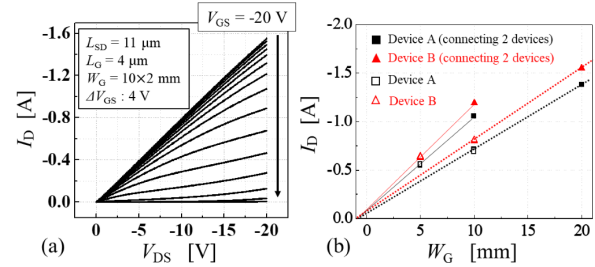 V_GS = -20 V
L_SD = 11 μm
L_G = 4 μm
W_G = 10×2 mm
ΔV_GS : 4 V
-1.6
-1.2
-0.8
-0.4
0.0
I_D [A]
0 -5 -10 -15 -20
(a) V_DS [V]
-2.0
-1.5
-1.0
-0.5
0.0
I_D [A]
Device A (connecting 2 devices)
Device B (connecting 2 devices)
Device A
Device B
0 5 10 15 20
(b) W_G [mm]